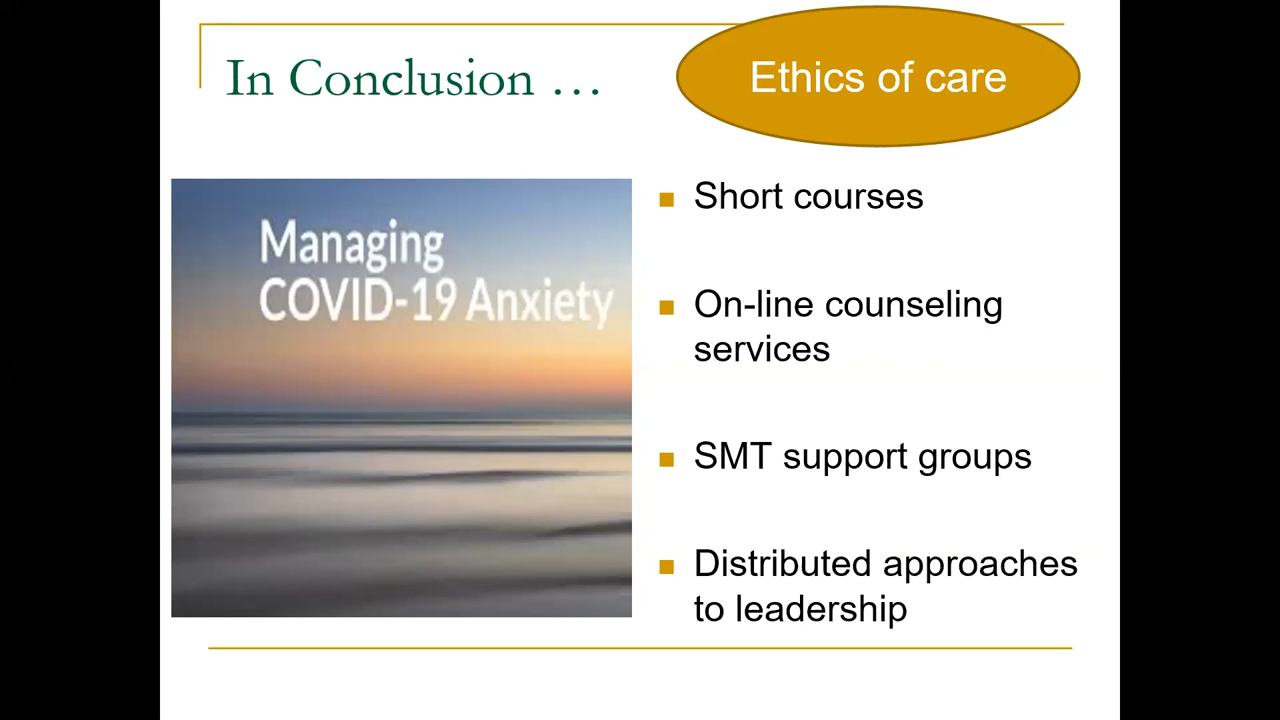 In Conclusion …
Ethics of care
Managing
COVID-19 Anxiety
Short courses
On-line counseling
services
SMT support groups
Distributed approaches
to leadership